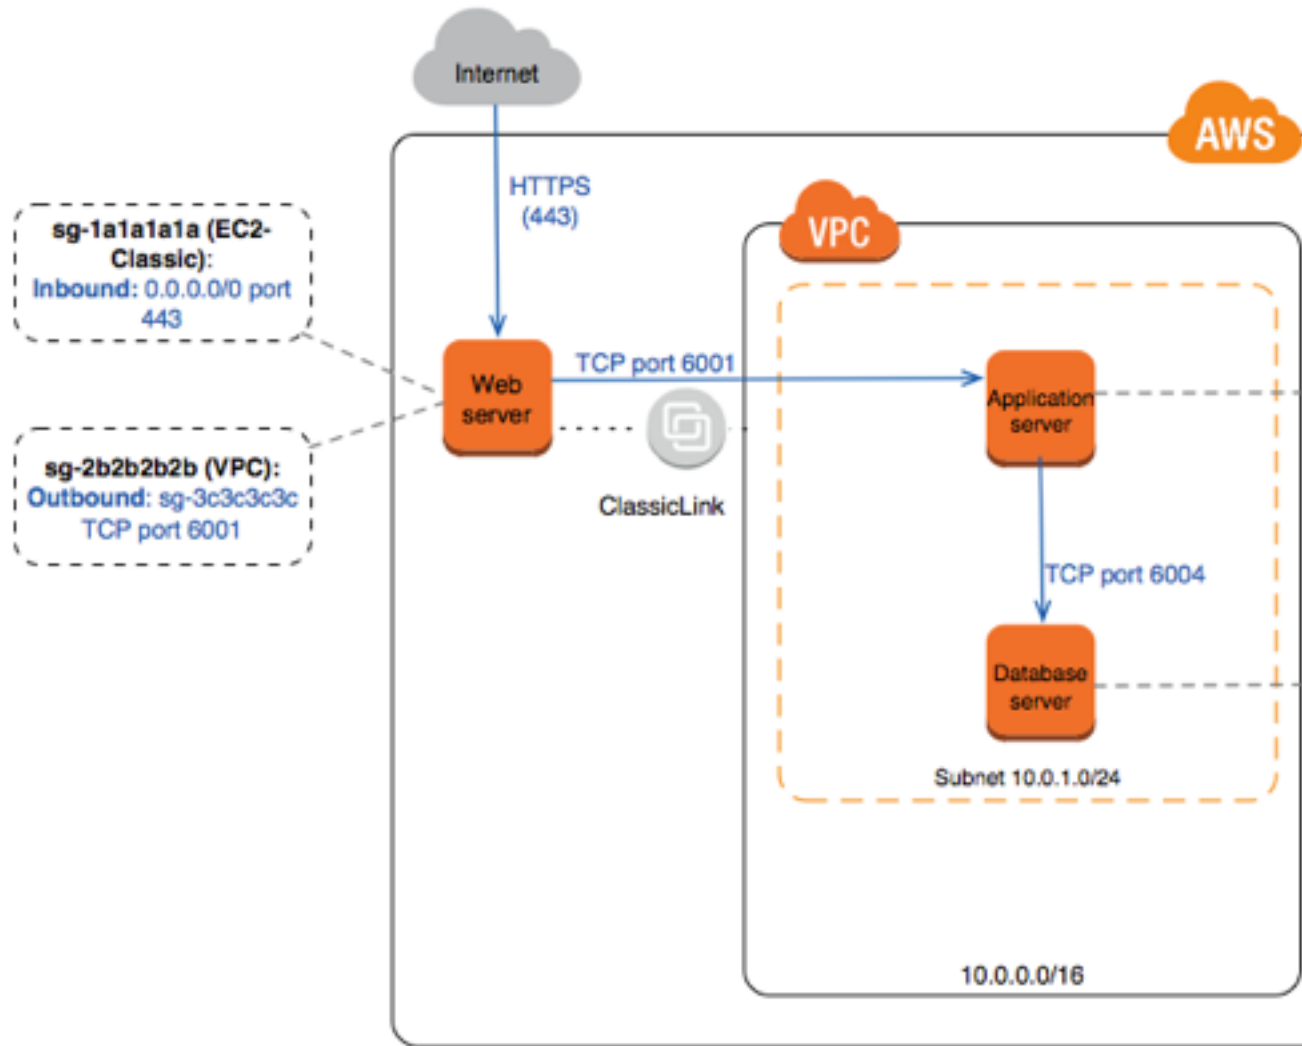 Internet
AWS
HTTPS
(443)
sg-1a1a1a1a (EC2-
Classic):
Inbound: 0.0.0.0/0 port
443
VPC
Web
server
TCP port 6001
Application
server
sg-2b2b2b2b (VPC):
Outbound: sg-3c3c3c3c
TCP port 6001
ClassicLink
TCP port 6004
Database
server
Subnet 10.0.1.0/24
10.0.0.0/16